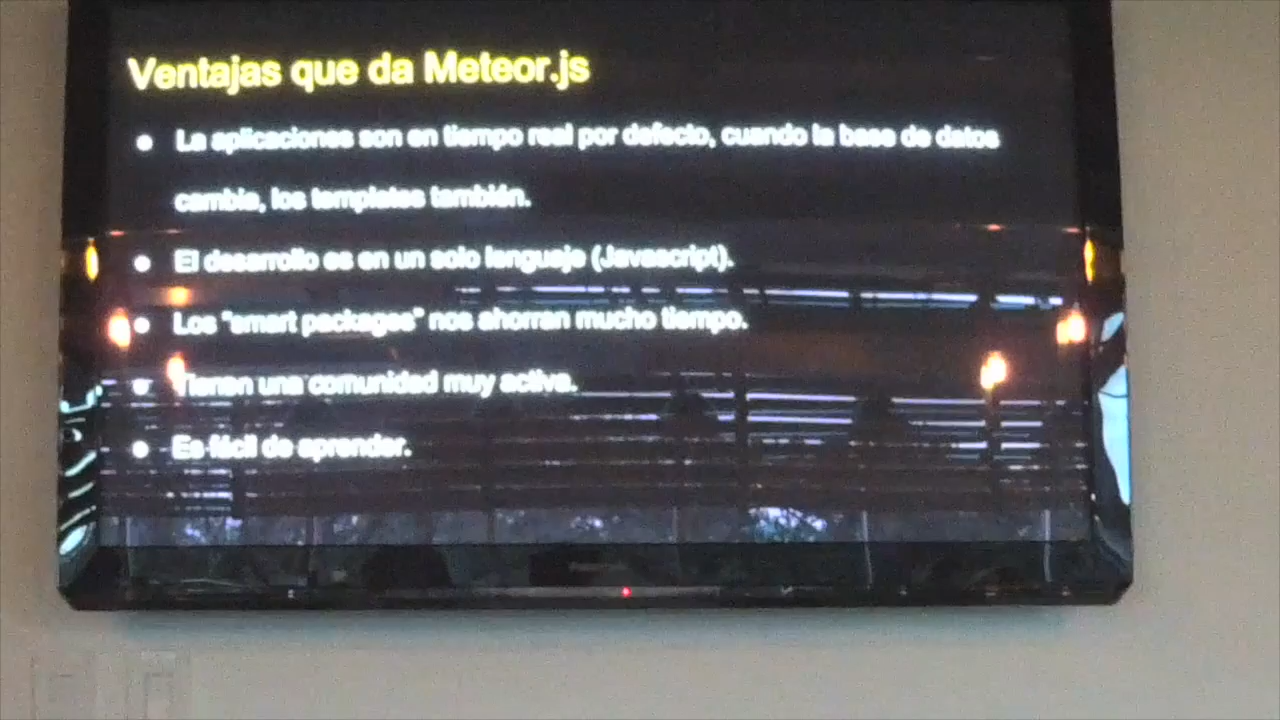 Ventajas que da Meteor.js
● La aplicaciones son en tiempo real por defecto, cuando la base de datos
cambia, los templates también.
● El desarrollo es en un solo lenguaje (Javascript).
● Los "smart packages" nos ahorran mucho tiempo.
● Tienen una comunidad muy activa.
● Es fácil de aprender.